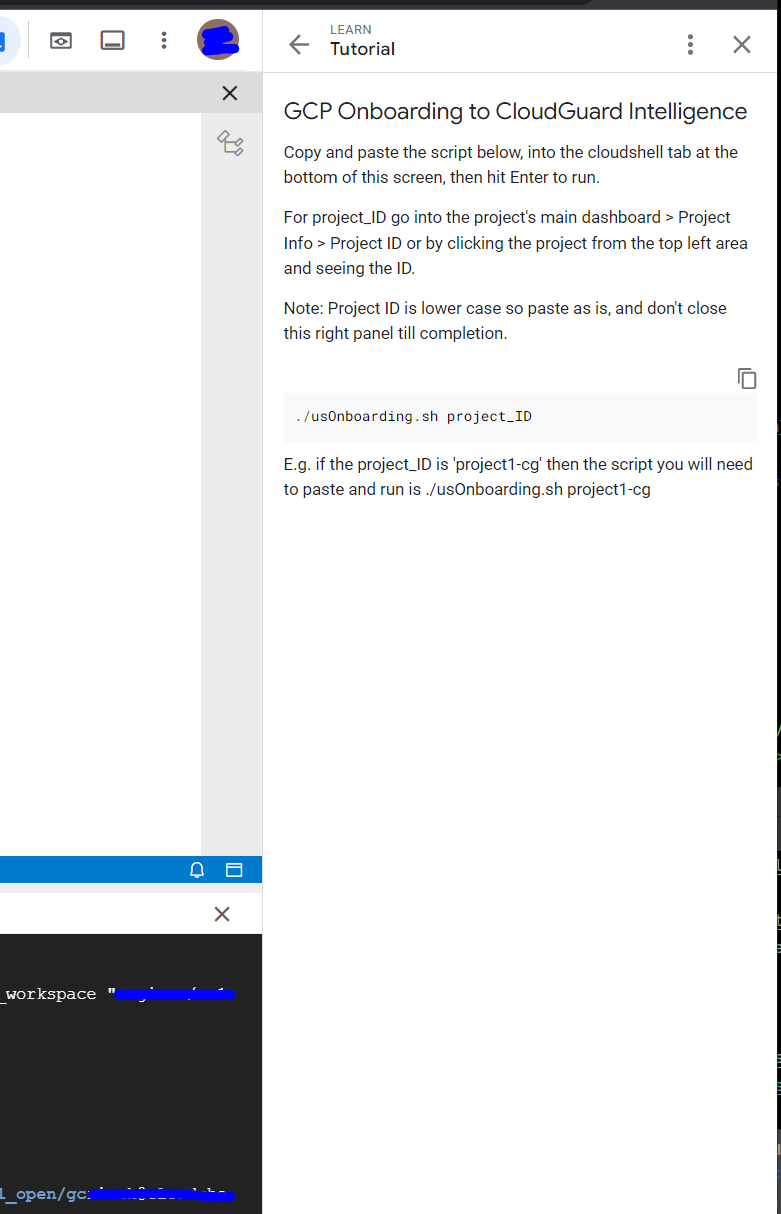 LEARN
Tutorial
GCP Onboarding to CloudGuard Intelligence
Copy and paste the script below, into the cloudshell tab at the
bottom of this screen, then hit Enter to run.
For project_ID go into the project's main dashboard > Project
Info > Project ID or by clicking the project from the top left area
and seeing the ID.
Note: Project ID is lower case so paste as is, and don't close
this right panel till completion.
./usOnboarding.sh project_ID
E.g. if the project_ID is 'project1-cg' then the script you will need
to paste and run is ./usOnboarding.sh project1-cg
_workspace "
l_open/gc